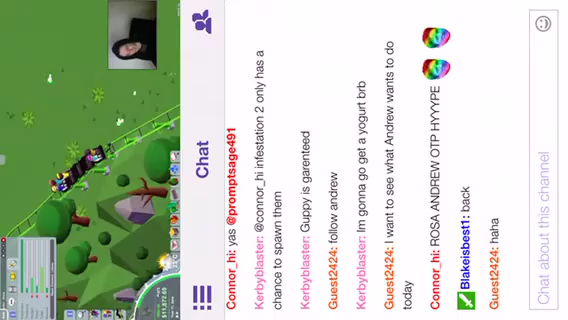 Chat
Connor_hi: yas @promptsage491
Kerbyblaster: @connor_hi infestation 2 only has a
chance to spawn them
Kerbyblaster: Guppy is garenteed
Guest2424: follow andrew
Kerbyblaster: Im gonna go get a yogurt brb
Guest2424: I want to see what Andrew wants to do
today
Connor_hi: ROSA ANDREW OTP HYYYPE
Blakeisbest1: back
Guest2424: haha
Chat about this channel